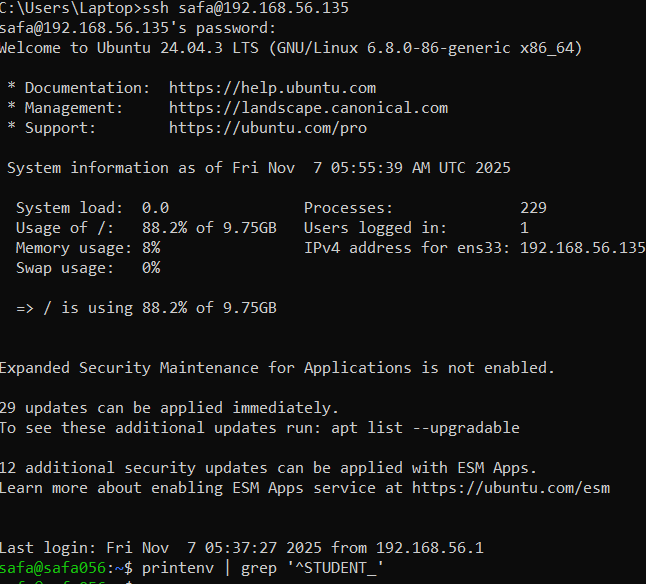 C:\Users\Laptop>ssh safa@192.168.56.135
safa@192.168.56.135's password:
Welcome to Ubuntu 24.04.3 LTS (GNU/Linux 6.8.0-86-generic x86_64)
* Documentation: https://help.ubuntu.com
* Management: https://landscape.canonical.com
* Support: https://ubuntu.com/pro
System information as of Fri Nov 7 05:55:39 AM UTC 2025
System load: 0.0 Processes: 229
Usage of /: 88.2% of 9.75GB Users logged in: 1
Memory usage: 8% IPv4 address for ens33: 192.168.56.135
Swap usage: 0%
=> / is using 88.2% of 9.75GB
Expanded Security Maintenance for Applications is not enabled.
29 updates can be applied immediately.
To see these additional updates run: apt list --upgradable
12 additional security updates can be applied with ESM Apps.
Learn more about enabling ESM Apps service at https://ubuntu.com/esm
Last login: Fri Nov 7 05:37:27 2025 from 192.168.56.1
safa@safa056:~$ printenv | grep '^STUDENT_'